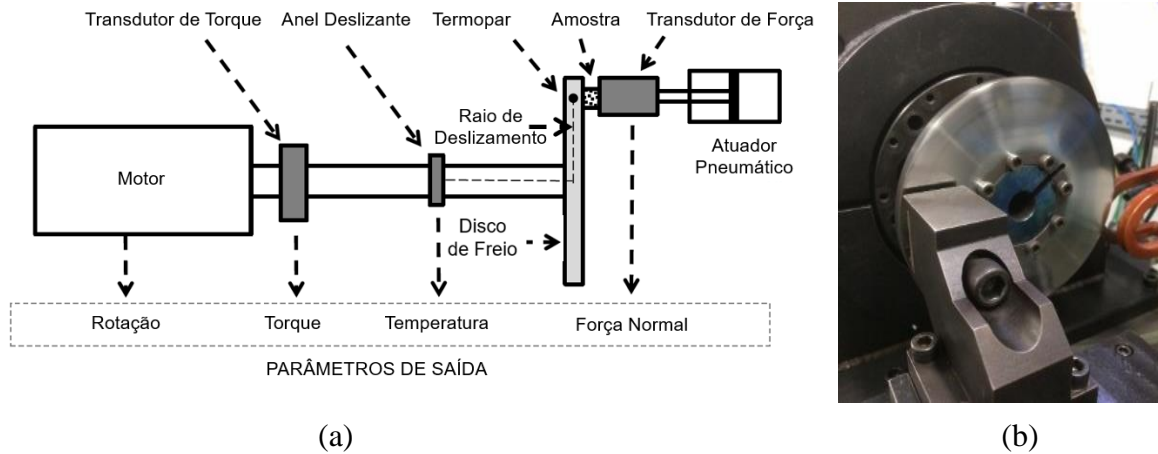 Transdutor de Torque
Anel Deslizante
Termopar
Amostra
Transdutor de Força
Raio de
Deslizamento
Motor
Atuador
Pneumático
Disco
de Freio
Rotação
Torque
Temperatura
Força Normal
PARÂMETROS DE SAÍDA
(a)
(b)